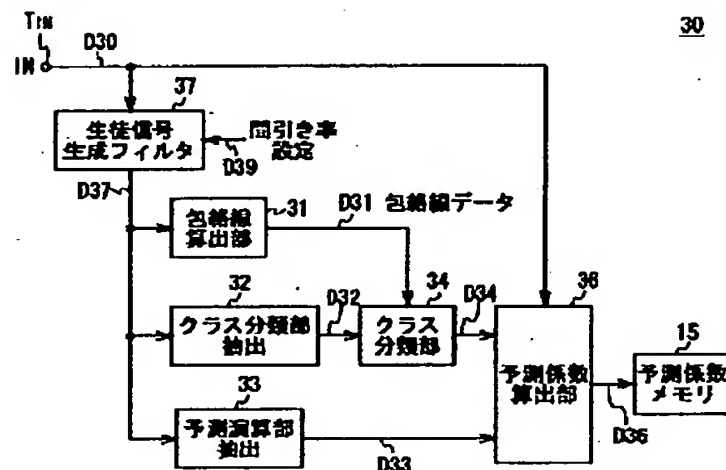 TIN
IN
D30
30
37
生徒信号
生成フィルタ
間引き率
設定
D39
D37
31
包絡線
算出部
D31 包絡線データ
32
クラス分類部
抽出
D32
34
クラス
分類部
D34
36
予測係数
算出部
15
予測係数
メモリ
D36
33
予測演算部
抽出
D33